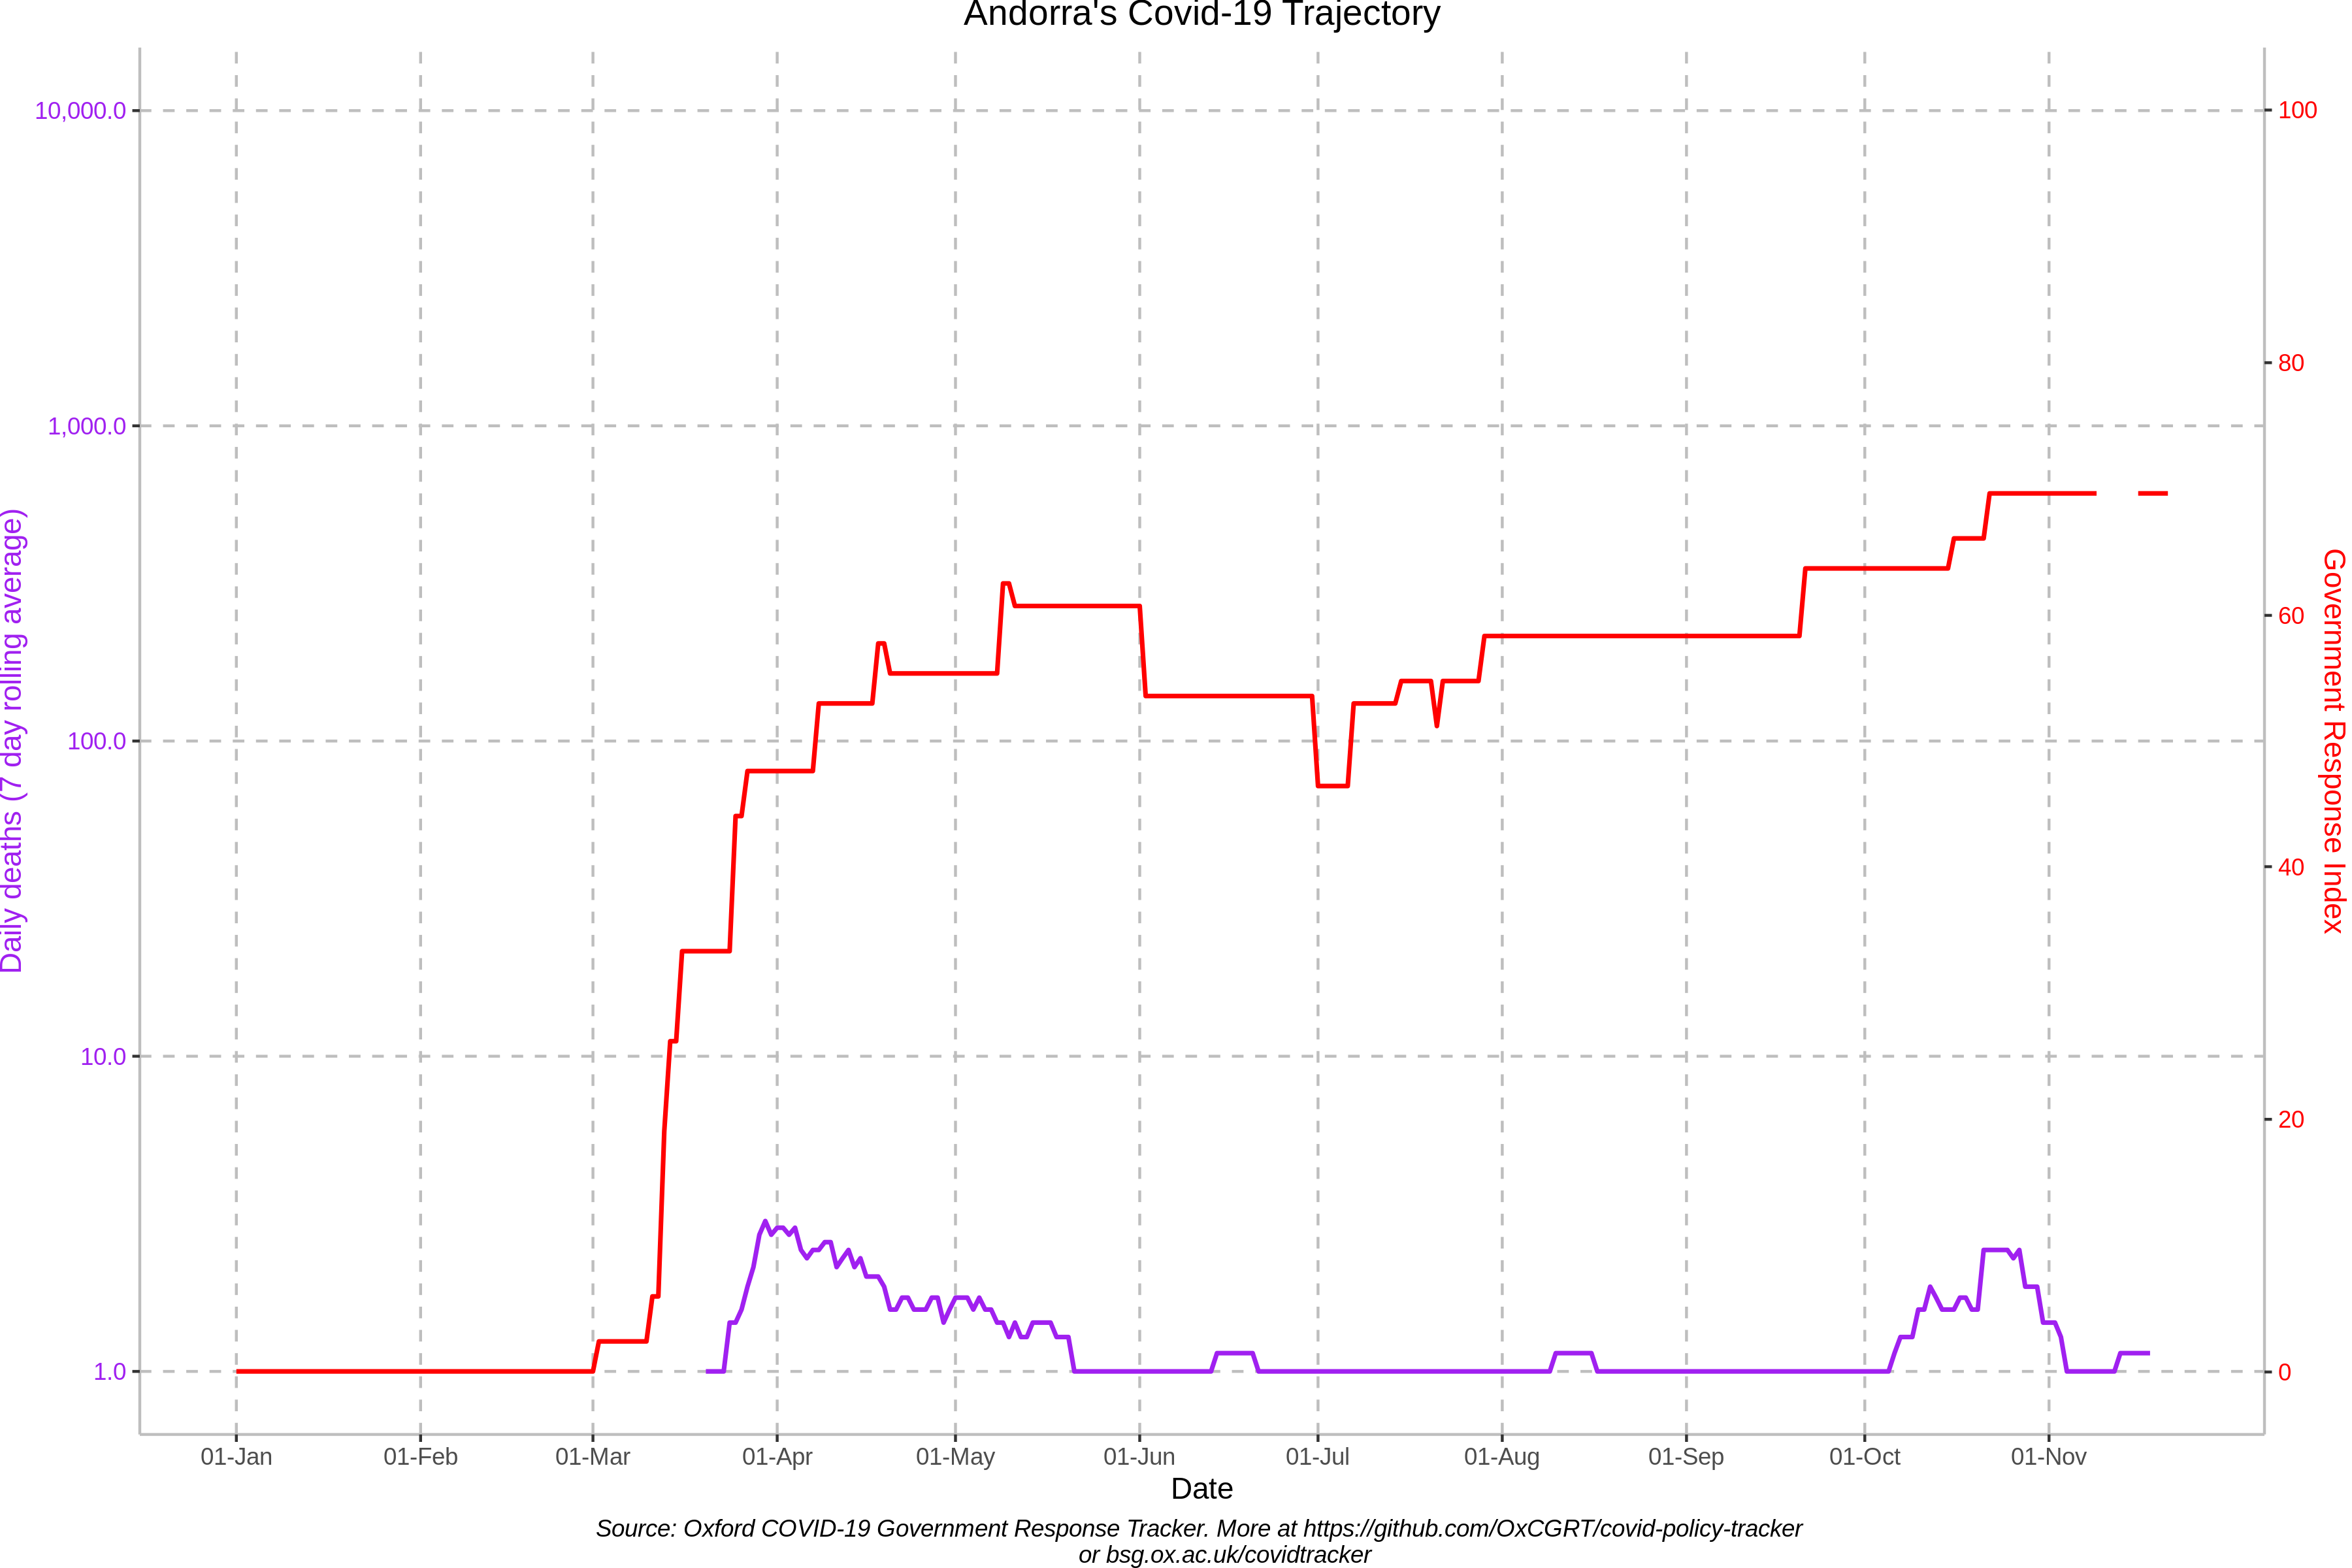 Andorra's Covid-19 Trajectory
10,000.0
1,000.0
100.0
10.0
1.0
Daily deaths (7 day rolling average)
100
80
60
40
20
0
Government Response Index
01-Jan 01-Feb 01-Mar 01-Apr 01-May 01-Jun 01-Jul 01-Aug 01-Sep 01-Oct 01-Nov
Date
Source: Oxford COVID-19 Government Response Tracker. More at https://github.com/OxCGRT/covid-policy-tracker
or bsg.ox.ac.uk/covidtracker